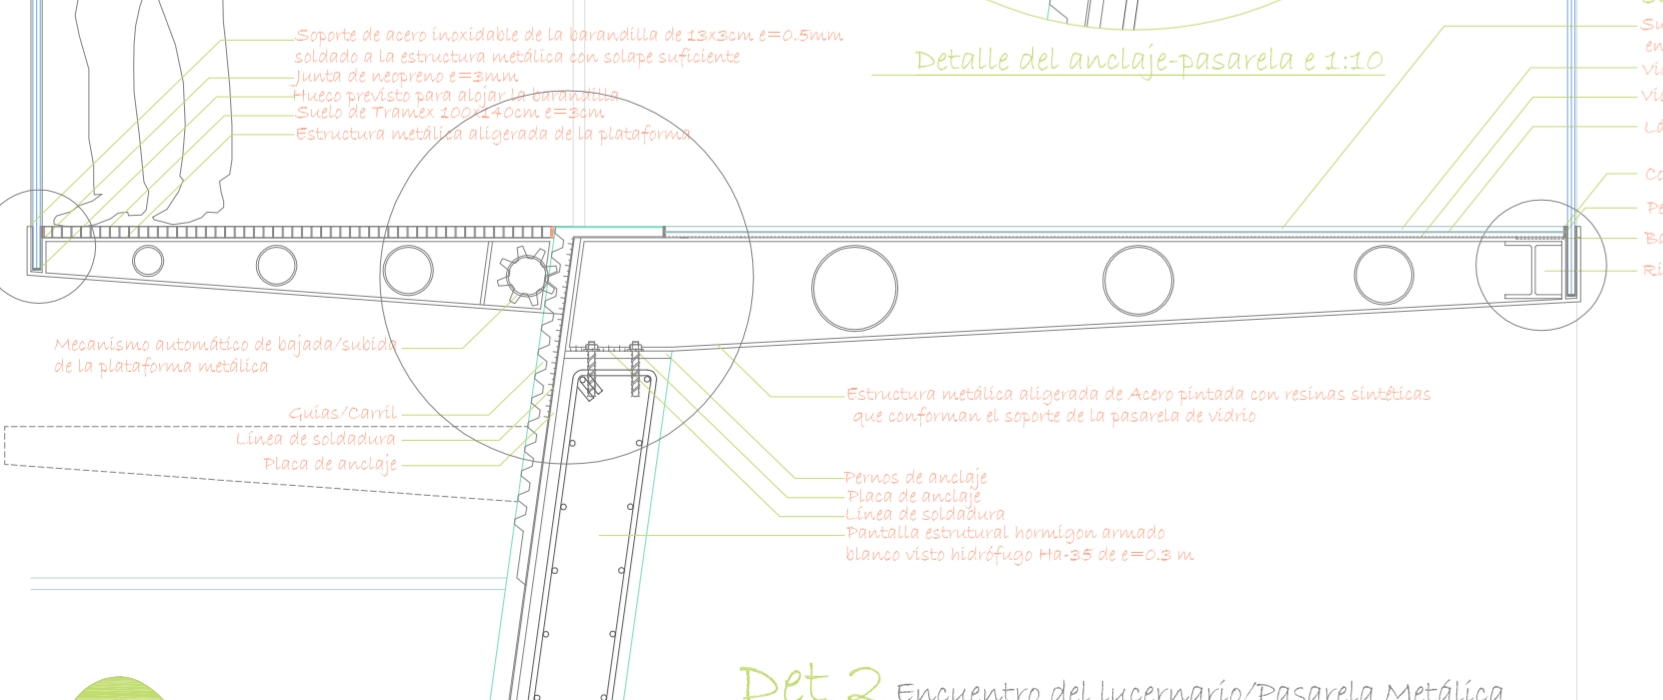 Soporte de acero inoxidable de la barandilla de 13x3cm e=0.5mm
soldado a la estructura metálica con solape suficiente
Junta de neopreno e=3mm
Hueco previsto para alojar la barandilla
Suelo de Tramex 100x140cm e=3cm
Estructura metálica aligerada de la plataforma
Detalle del anclaje-pasarela e 1:10
Mecanismo automático de bajada/subida
de la plataforma metálica
Guías/Carril
Línea de soldadura
Placa de anclaje
Estructura metálica aligerada de Acero pintada con resinas sintéticas
que conforman el soporte de la pasarela de vidrio
Pernos de anclaje
Placa de anclaje
Línea de soldadura
Pantalla estrutural hormigon armado
blanco visto hidrófugo Ha-35 de e=0.3 m
Det 2 Encuentro del lucernario/Pasarela Metálica